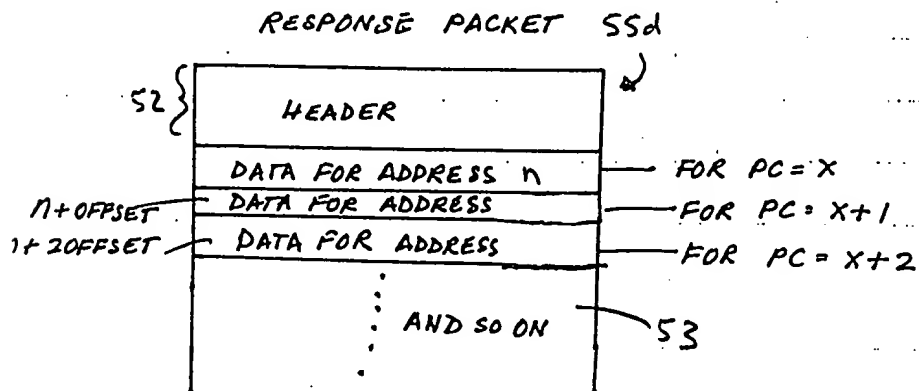 RESPONSE PACKET 55d
52
HEADER
DATA FOR ADDRESS n
FOR PC = X
n+OFFSET
DATA FOR ADDRESS
FOR PC = X+1
1+2OFFSET
DATA FOR ADDRESS
FOR PC = X+2
AND SO ON
53